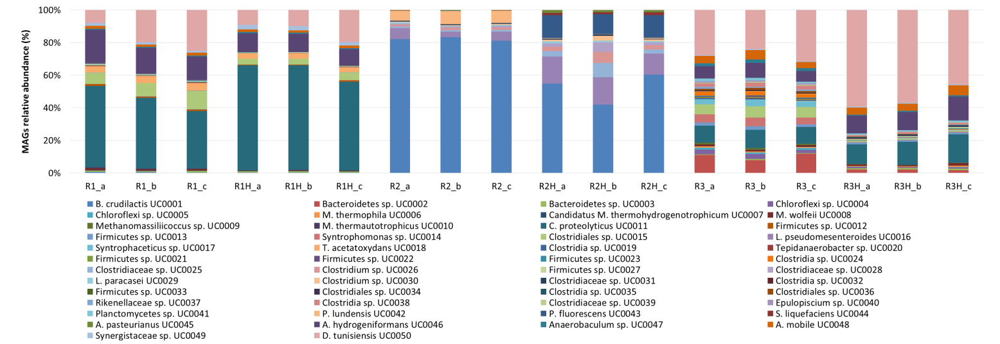 MAGs relative abundance (%)
100%
80%
60%
40%
20%
0%
R1_a R1_b R1_c R1H_a R1H_b R1H_c R2_a R2_b R2_c R2H_a R2H_b R2H_c R3_a R3_b R3_c R3H_a R3H_b R3H_c
B. crudilactis UC0001 Bacteroidetes sp. UC0002 Bacteroidetes sp. UC0003 Chloroflexi sp. UC0004
Chloroflexi sp. UC0005 M. thermophila UC0006 Candidatus M. thermohydrogenotrophicum UC0007 M. wolfeii UC0008
Methanomassiliicoccus sp. UC0009 M. thermautotrophicus UC0010 C. proteolyticus UC0011 Firmicutes sp. UC0012
Firmicutes sp. UC0013 Syntrophomonas sp. UC0014 Clostridiales sp. UC0015 L. pseudomesenteroides UC0016
Syntrophaceticus sp. UC0017 T. acetatoxydans UC0018 Clostridia sp. UC0019 Tepidanaerobacter sp. UC0020
Firmicutes sp. UC0021 Firmicutes sp. UC0022 Firmicutes sp. UC0023 Clostridia sp. UC0024
Clostridiaceae sp. UC0025 Clostridium sp. UC0026 Firmicutes sp. UC0027 Clostridiaceae sp. UC0028
L. paracasei UC0029 Clostridium sp. UC0030 Clostridiaceae sp. UC0031 Clostridia sp. UC0032
Firmicutes sp. UC0033 Clostridiales sp. UC0034 Clostridia sp. UC0035 Clostridiales sp. UC0036
Rikenellaceae sp. UC0037 Clostridia sp. UC0038 Clostridiaceae sp. UC0039 Epulopiscium sp. UC0040
Planctomycetes sp. UC0041 P. lundensis UC0042 P. fluorescens UC0043 S. liquefaciens UC0044
A. pasteurianus UC0045 A. hydrogeniformans UC0046 Anaerobaculum sp. UC0047 A. mobile UC0048
Synergistaceae sp. UC0049 D. tunisiensis UC0050